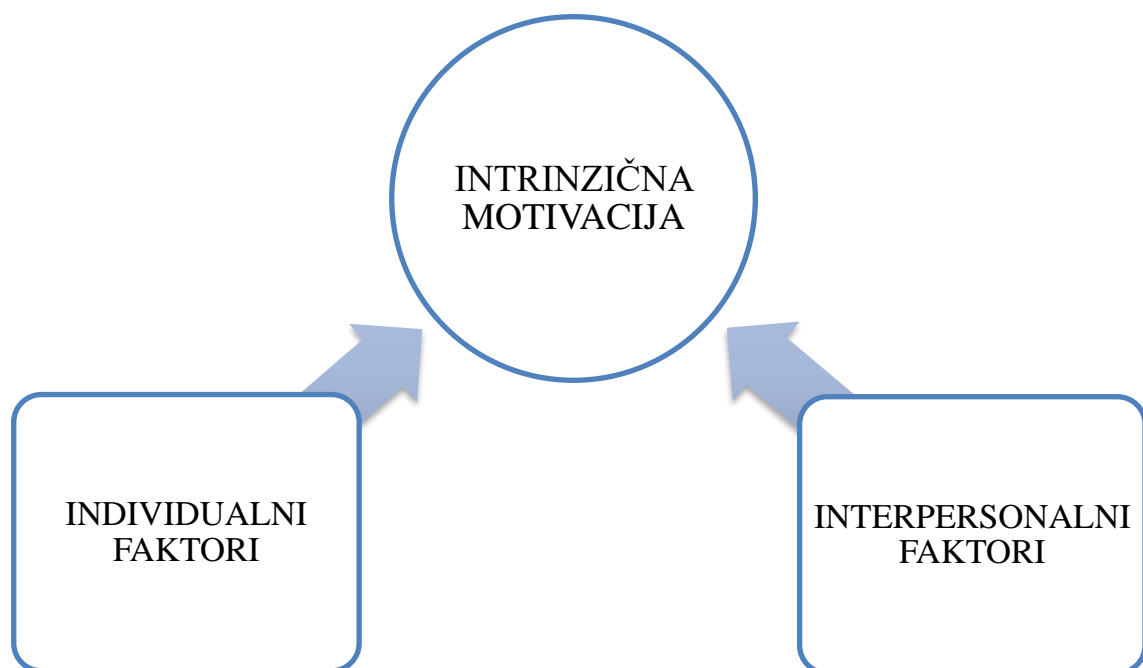 INTRINZIČNA
MOTIVACIJA
INDIVIDUALNI
FAKTORI
INTERPERSONALNI
FAKTORI